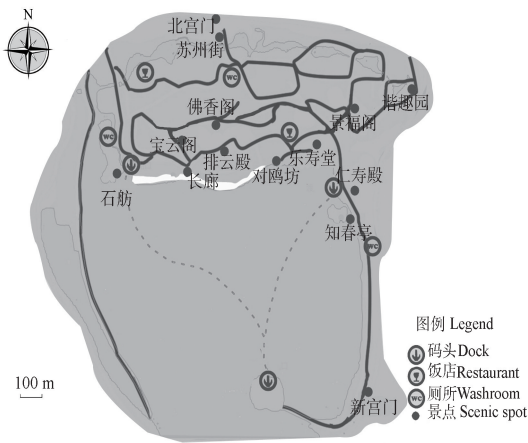 N
北宫门
苏州街
WC
佛香阁
谐趣园
景福阁
WC
宝云阁
排云殿
乐寿堂
长廊
对鸥坊
仁寿殿
石舫
知春亭
WC
图例 Legend
码头Dock
饭店Restaurant
WC 厕所Washroom
景点 Scenic spot
100 m
新宫门